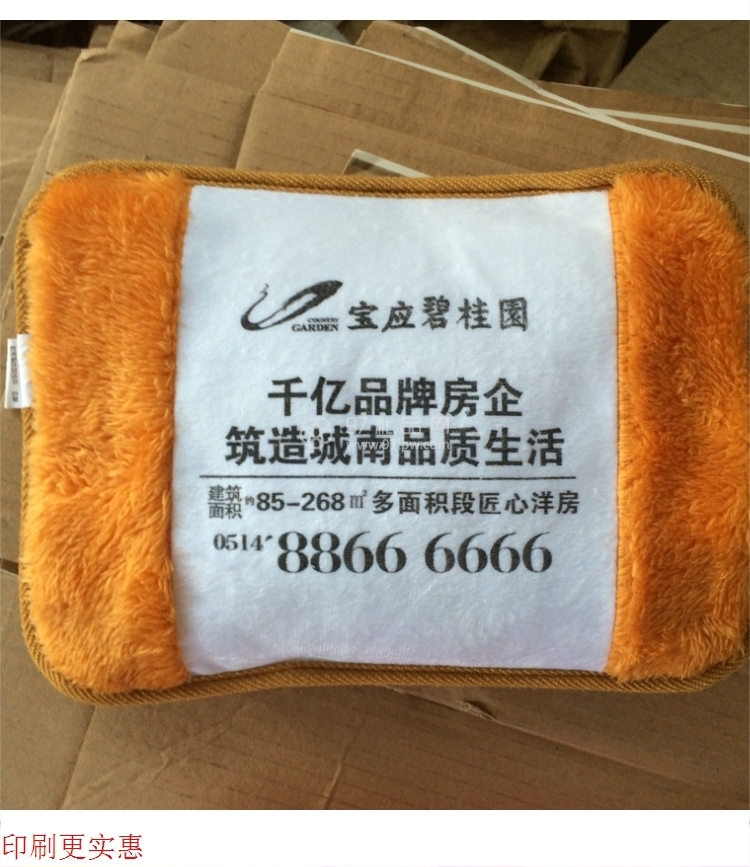 COUNTRY
GARDEN 宝应碧桂園
千亿品牌房企
筑造城南品质生活
建筑面积约85-268㎡多面积段匠心洋房
0514-8866 6666
印刷更实惠